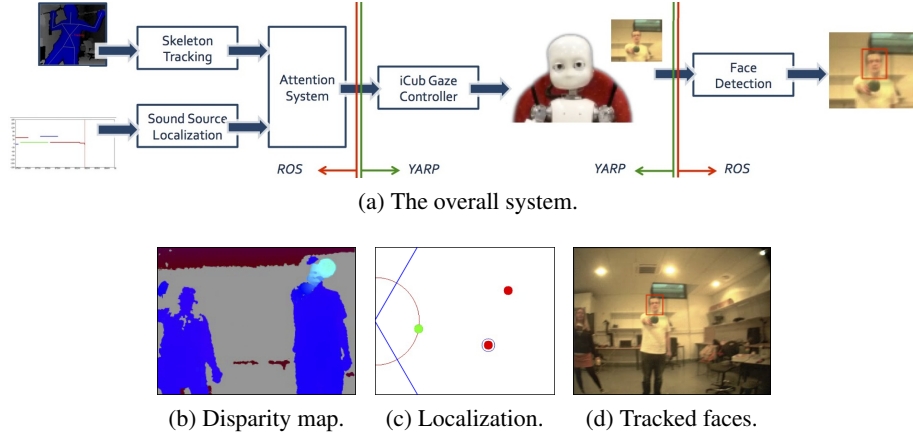 Skeleton
Tracking
Sound Source
Localization
Attention
System
iCub Gaze
Controller
Face
Detection
ROS
YARP
YARP
ROS
(a) The overall system.
(b) Disparity map.
(c) Localization.
(d) Tracked faces.